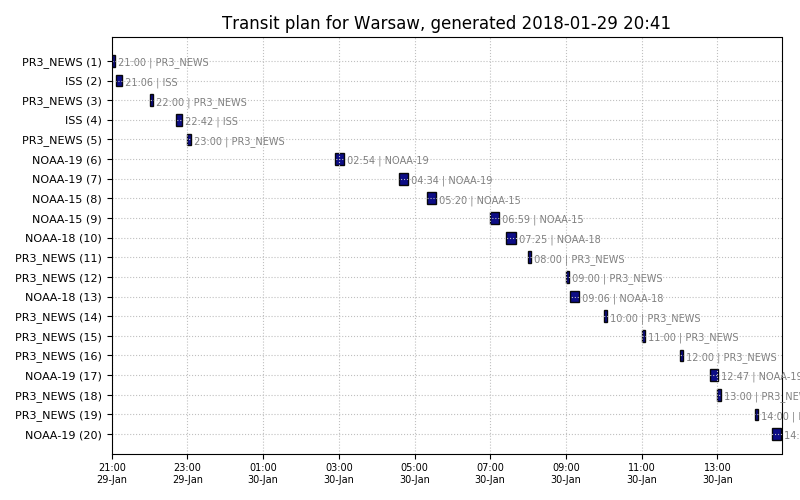 Transit plan for Warsaw, generated 2018-01-29 20:41
PR3_NEWS (1) 21:00 | PR3_NEWS
ISS (2) 21:06 | ISS
PR3_NEWS (3) 22:00 | PR3_NEWS
ISS (4) 22:42 | ISS
PR3_NEWS (5) 23:00 | PR3_NEWS
NOAA-19 (6) 02:54 | NOAA-19
NOAA-19 (7) 04:34 | NOAA-19
NOAA-15 (8) 05:20 | NOAA-15
NOAA-15 (9) 06:59 | NOAA-15
NOAA-18 (10) 07:25 | NOAA-18
PR3_NEWS (11) 08:00 | PR3_NEWS
PR3_NEWS (12) 09:00 | PR3_NEWS
NOAA-18 (13) 09:06 | NOAA-18
PR3_NEWS (14) 10:00 | PR3_NEWS
PR3_NEWS (15) 11:00 | PR3_NEWS
PR3_NEWS (16) 12:00 | PR3_NEWS
NOAA-19 (17) 12:47 | NOAA-19
PR3_NEWS (18) 13:00 | PR3_NE
PR3_NEWS (19) 14:00 |
NOAA-19 (20) 14:
21:00 23:00 01:00 03:00 05:00 07:00 09:00 11:00 13:00
29-Jan 29-Jan 30-Jan 30-Jan 30-Jan 30-Jan 30-Jan 30-Jan 30-Jan